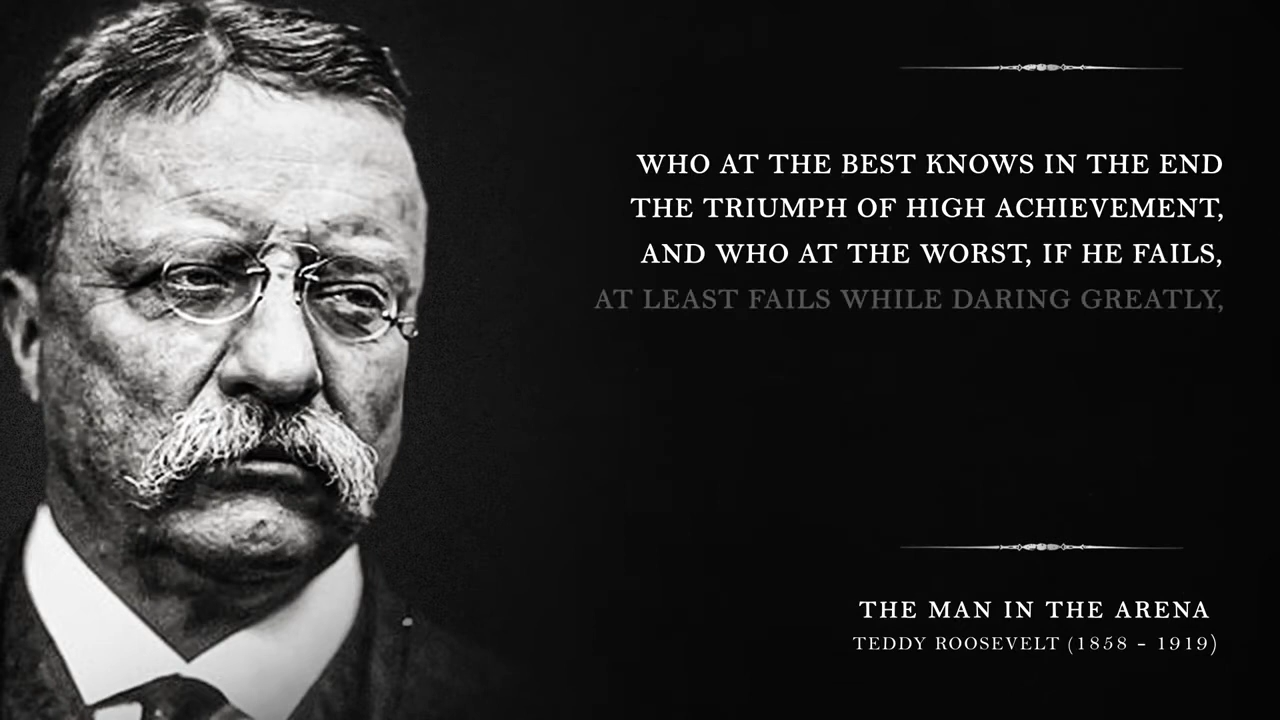 WHO AT THE BEST KNOWS IN THE END
THE TRIUMPH OF HIGH ACHIEVEMENT,
AND WHO AT THE WORST, IF HE FAILS,
AT LEAST FAILS WHILE DARING GREATLY,
THE MAN IN THE ARENA
TEDDY ROOSEVELT (1858 - 1919)